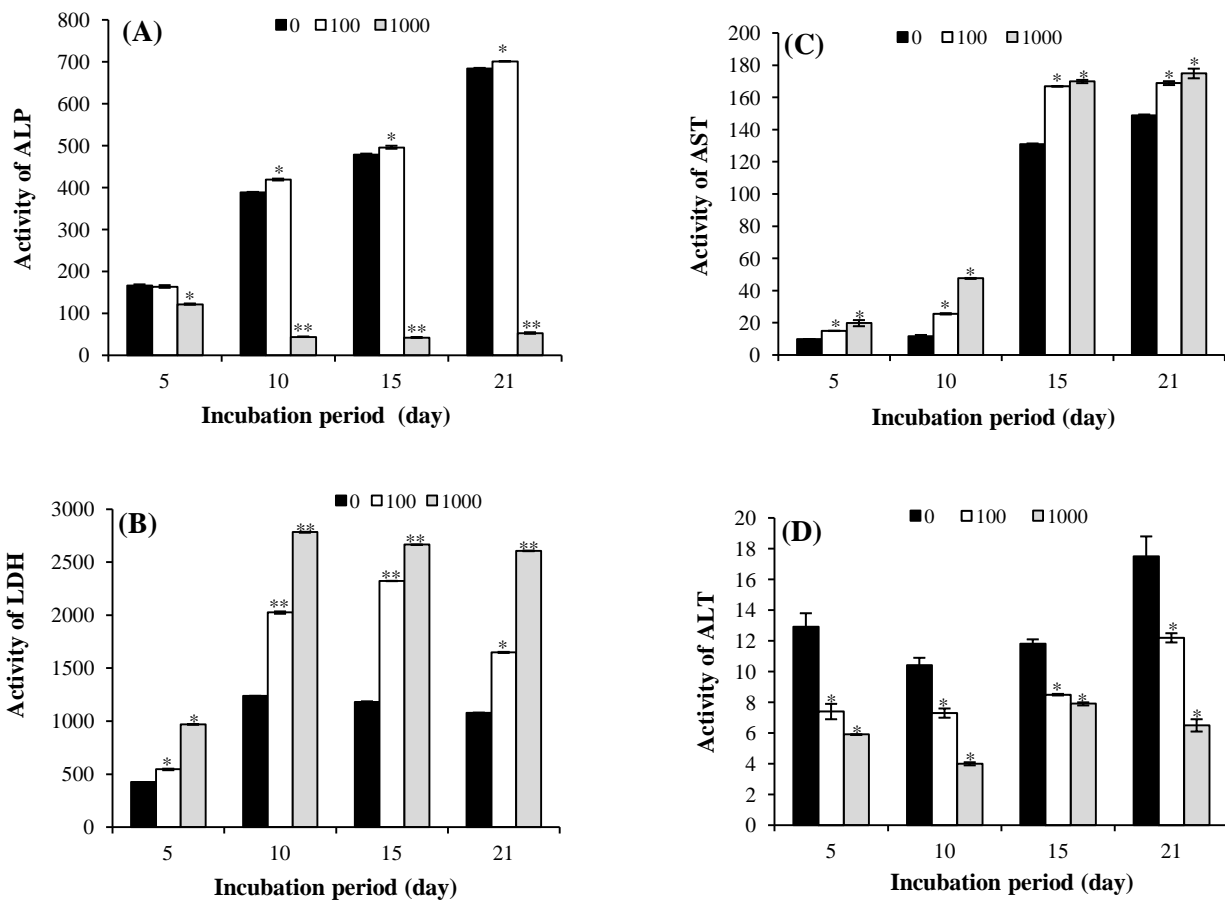 (A)
0 100 1000
Activity of ALP
800
700
600
500
400
300
200
100
0
* * * * ** ** **
5 10 15 21
Incubation period (day)
(C)
0 100 1000
Activity of AST
200
180
160
140
120
100
80
60
40
20
0
* * * * * * * *
5 10 15 21
Incubation period (day)
(B)
0 100 1000
Activity of LDH
3000
2500
2000
1500
1000
500
0
* * ** ** ** ** * **
5 10 15 21
Incubation period (day)
(D)
0 100 1000
Activity of ALT
20
18
16
14
12
10
8
6
4
2
0
* * * * * * * *
5 10 15 21
Incubation period (day)